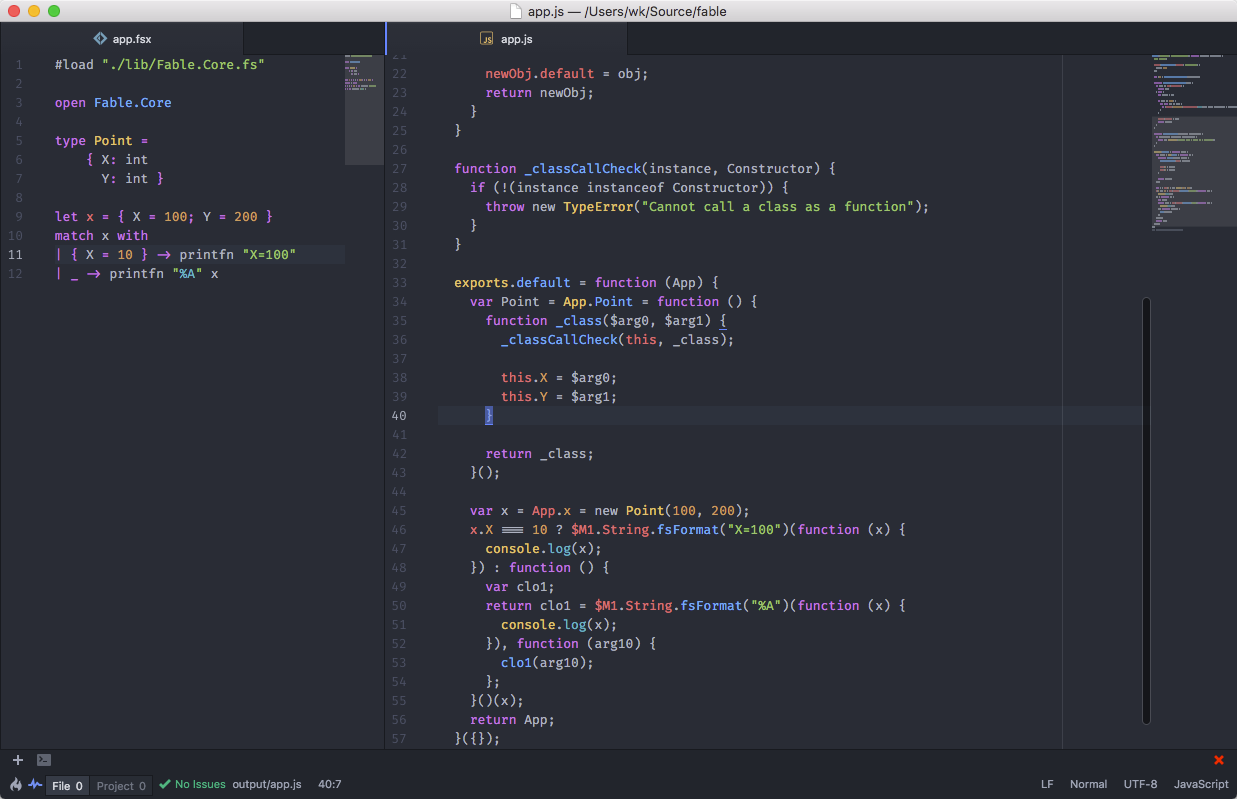 app.js — /Users/wk/Source/fable
app.fsx
1 #load "./lib/Fable.Core.fs"
2
3 open Fable.Core
4
5 type Point =
6 { X: int
7 Y: int }
8
9 let x = { X = 100; Y = 200 }
10 match x with
11 | { X = 10 } -> printfn "X=100"
12 | _ -> printfn "%A" x
JS app.js
21
22 newObj.default = obj;
23 return newObj;
24 }
25 }
26
27 function _classCallCheck(instance, Constructor) {
28 if (!(instance instanceof Constructor)) {
29 throw new TypeError("Cannot call a class as a function");
30 }
31 }
32
33 exports.default = function (App) {
34 var Point = App.Point = function () {
35 function _class($arg0, $arg1) {
36 _classCallCheck(this, _class);
37
38 this.X = $arg0;
39 this.Y = $arg1;
40 }
41
42 return _class;
43 }();
44
45 var x = App.x = new Point(100, 200);
46 x.X === 10 ? $M1.String.fsFormat("X=100")(function (x) {
47 console.log(x);
48 }) : function () {
49 var clo1;
50 return clo1 = $M1.String.fsFormat("%A")(function (x) {
51 console.log(x);
52 }), function (arg10) {
53 clo1(arg10);
54 };
55 }()(x);
56 return App;
57 }({});
File 0 Project 0 No Issues output/app.js 40:7 LF Normal UTF-8 JavaScript